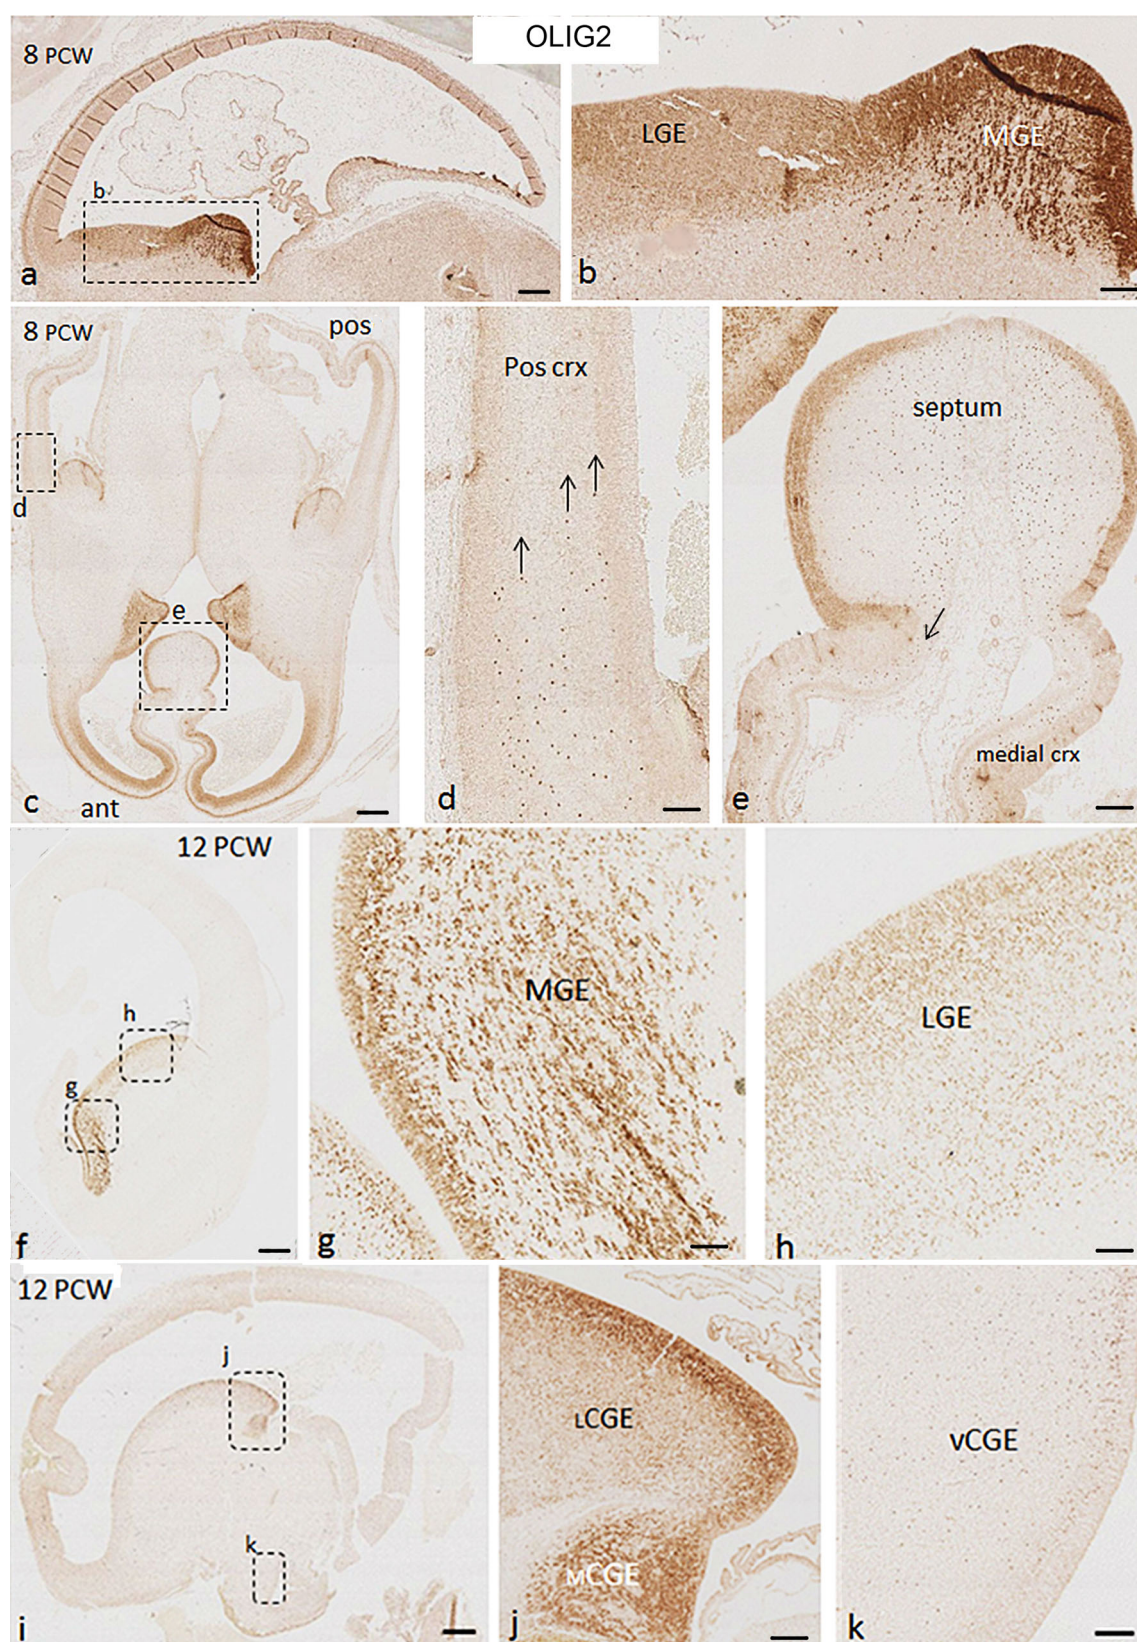 OLIG2
8 PCW
b
a
LGE
MGE
b
8 PCW
pos
d
e
c
ant
Pos crx
d
septum
medial crx
e
12 PCW
h
g
f
MGE
g
LGE
h
12 PCW
j
k
i
LCGE
MCGE
j
vCGE
k